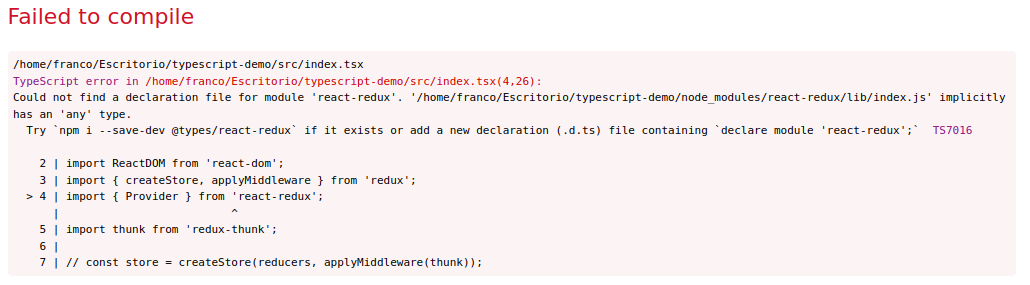 Failed to compile
/home/franco/Escritorio/typescript-demo/src/index.tsx
TypeScript error in /home/franco/Escritorio/typescript-demo/src/index.tsx(4,26):
Could not find a declaration file for module 'react-redux'. '/home/franco/Escritorio/typescript-demo/node_modules/react-redux/lib/index.js' implicitly
has an 'any' type.
  Try `npm i --save-dev @types/react-redux` if it exists or add a new declaration (.d.ts) file containing `declare module 'react-redux';`  TS7016
    2 | import ReactDOM from 'react-dom';
    3 | import { createStore, applyMiddleware } from 'redux';
  > 4 | import { Provider } from 'react-redux';
      |                          ^
    5 | import thunk from 'redux-thunk';
    6 |
    7 | // const store = createStore(reducers, applyMiddleware(thunk));